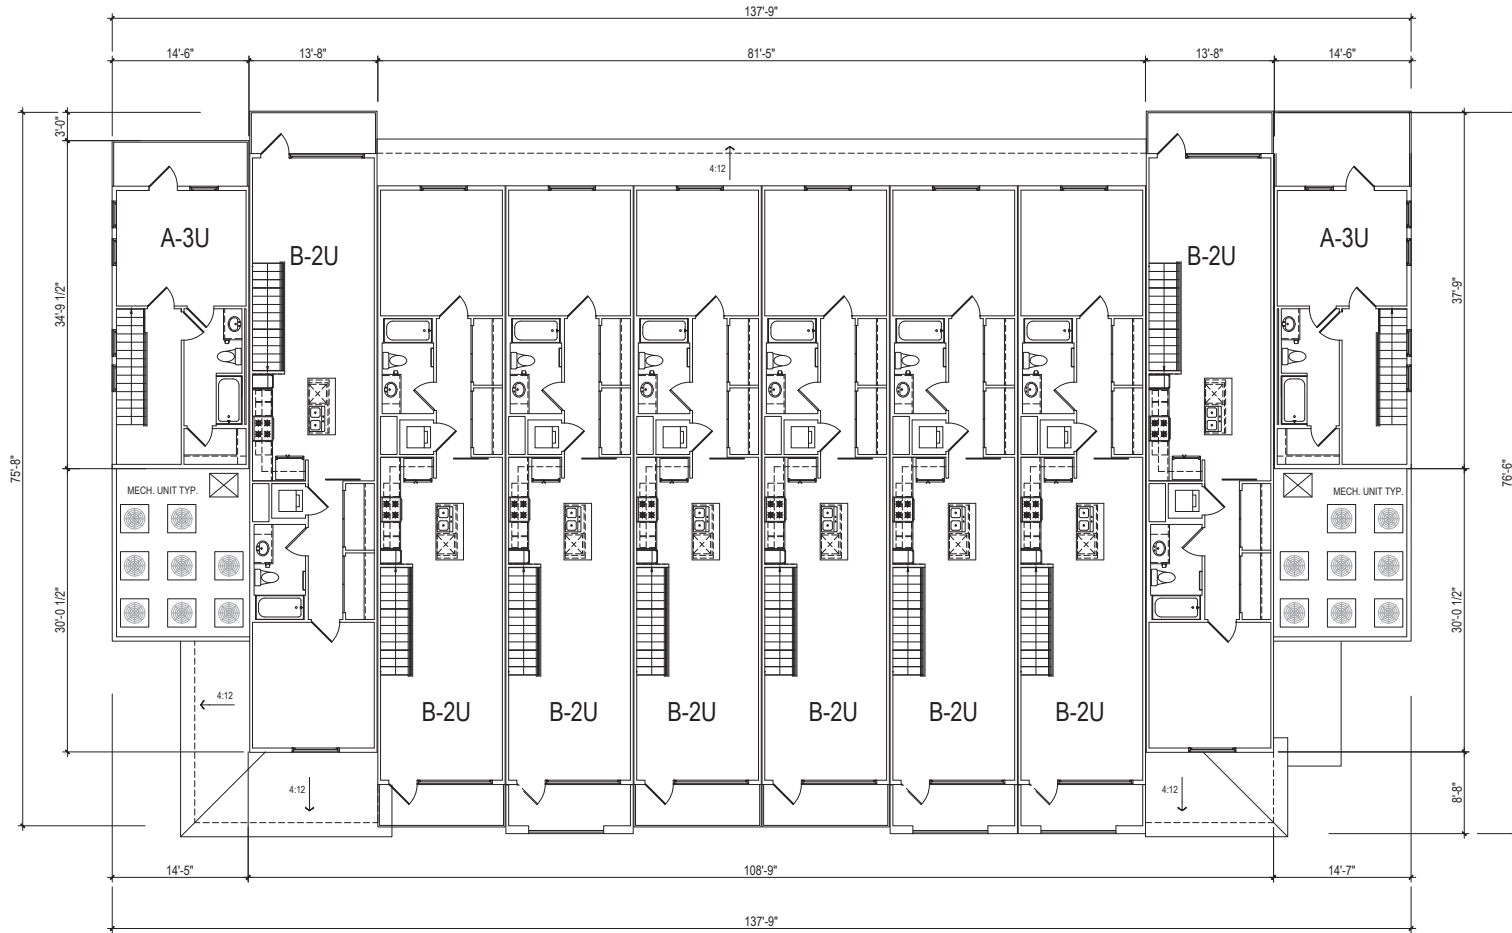 137'-9"
14'-6"
13'-8"
81'-5"
13'-8"
14'-6"
3'-0"
4:12
A-3U
B-2U
B-2U
A-3U
34'-9 1/2"
37'-9"
75'-8"
76'-6"
MECH. UNIT TYP.
MECH. UNIT TYP.
30'-0 1/2"
30'-0 1/2"
4:12
B-2U
B-2U
B-2U
B-2U
B-2U
B-2U
4:12
4:12
8'-8"
14'-5"
108'-9"
14'-7"
137'-9"